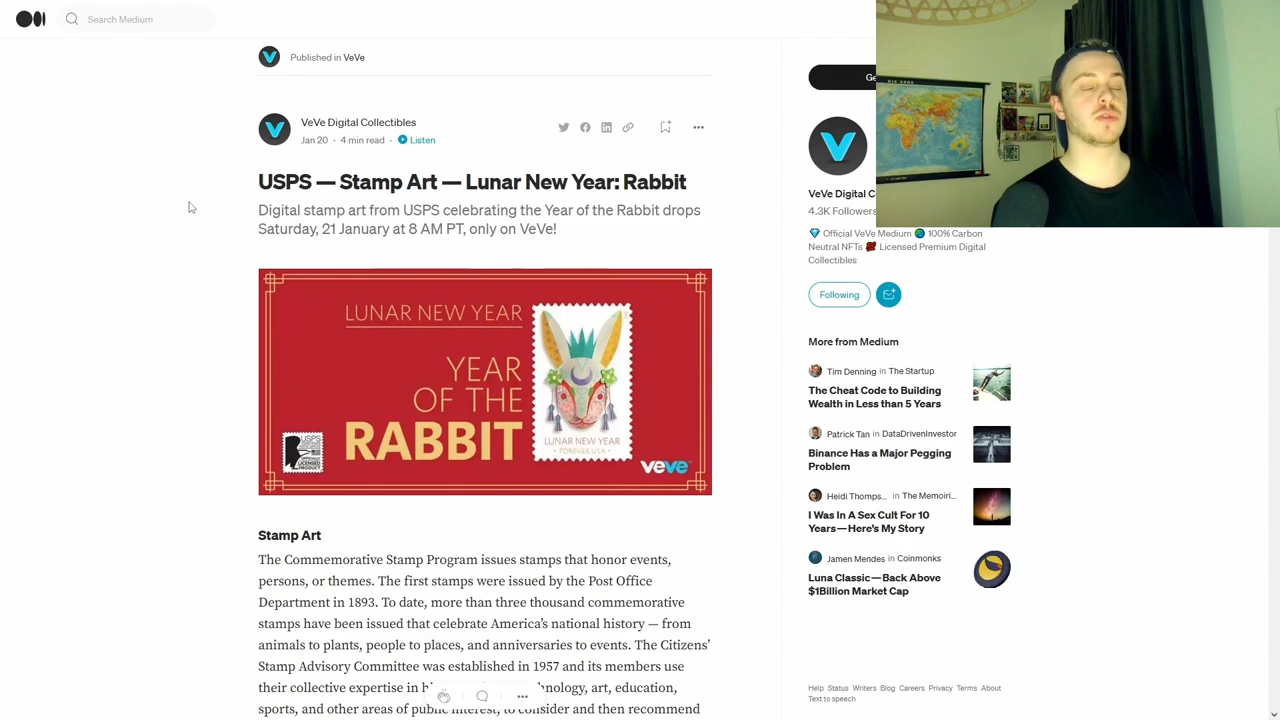 Search Medium
Published in VeVe
VeVe Digital Collectibles
Jan 20 · 4 min read · Listen
USPS — Stamp Art — Lunar New Year: Rabbit
Digital stamp art from USPS celebrating the Year of the Rabbit drops
Saturday, 21 January at 8 AM PT, only on VeVe!
LUNAR NEW YEAR
YEAR
OF THE
RABBIT
LUNAR NEW YEAR
FOREVER USA
USPS
LICENSED
PRODUCT
veve
Stamp Art
The Commemorative Stamp Program issues stamps that honor events,
persons, or themes. The first stamps were issued by the Post Office
Department in 1893. To date, more than three thousand commemorative
stamps have been issued that celebrate America's national history — from
animals to plants, people to places, and anniversaries to events. The Citizens'
Stamp Advisory Committee was established in 1957 and its members use
their collective expertise in art, education,
sports, and other areas of public interest, to consider and then recommend
VeVe Digital
4.3K Followers
💎 Official VeVe Medium 🌎 100% Carbon
Neutral NFTs Licensed Premium Digital
Collectibles
Following
More from Medium
Tim Denning in The Startup
The Cheat Code to Building
Wealth in Less than 5 Years
Patrick Tan in DataDrivenInvestor
Binance Has a Major Pegging
Problem
Heidi Thomps... in The Memoiri...
I Was In A Sex Cult For 10
Years—Here's My Story
Jamen Mendes in Coinmonks
Luna Classic—Back Above
$1Billion Market Cap
Help Status Writers Blog Careers Privacy Terms About
Text to speech